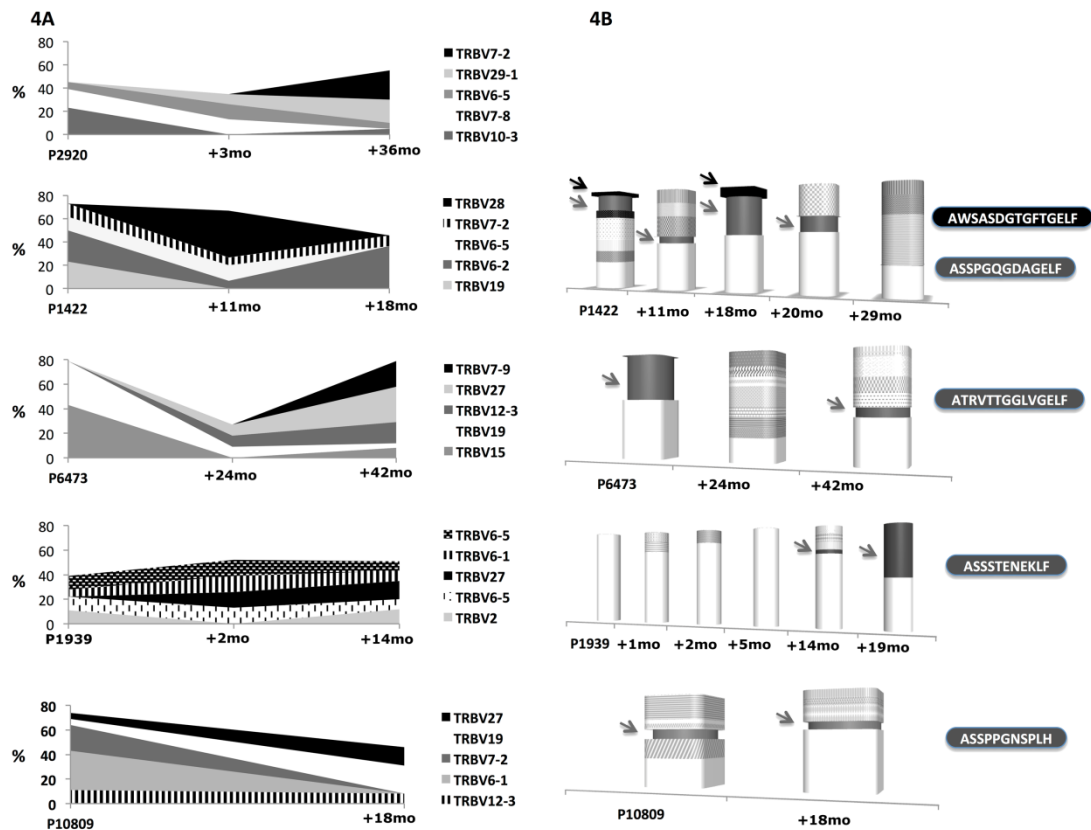 4A
80
60
40
20
0
%
P2920
+3mo
+36mo
TRBV7-2
TRBV29-1
TRBV6-5
TRBV7-8
TRBV10-3
80
60
40
20
0
%
P1422
+11mo
+18mo
TRBV28
TRBV7-2
TRBV6-5
TRBV6-2
TRBV19
80
60
40
20
0
%
P6473
+24mo
+42mo
TRBV7-9
TRBV27
TRBV12-3
TRBV19
TRBV15
80
60
40
20
0
%
P1939
+2mo
+14mo
TRBV6-5
TRBV6-1
TRBV27
TRBV6-5
TRBV2
80
60
40
20
0
%
P10809
+18mo
TRBV27
TRBV19
TRBV7-2
TRBV6-1
TRBV12-3
4B
P1422
+11mo
+18mo
+20mo
+29mo
AWSASDGTGFTGELF
ASSPGQGDAGELF
P6473
+24mo
+42mo
ATRVTTGGLVGELF
P1939
+1mo
+2mo
+5mo
+14mo
+19mo
ASSSTENEKLF
P10809
+18mo
ASSPPGNSPLH